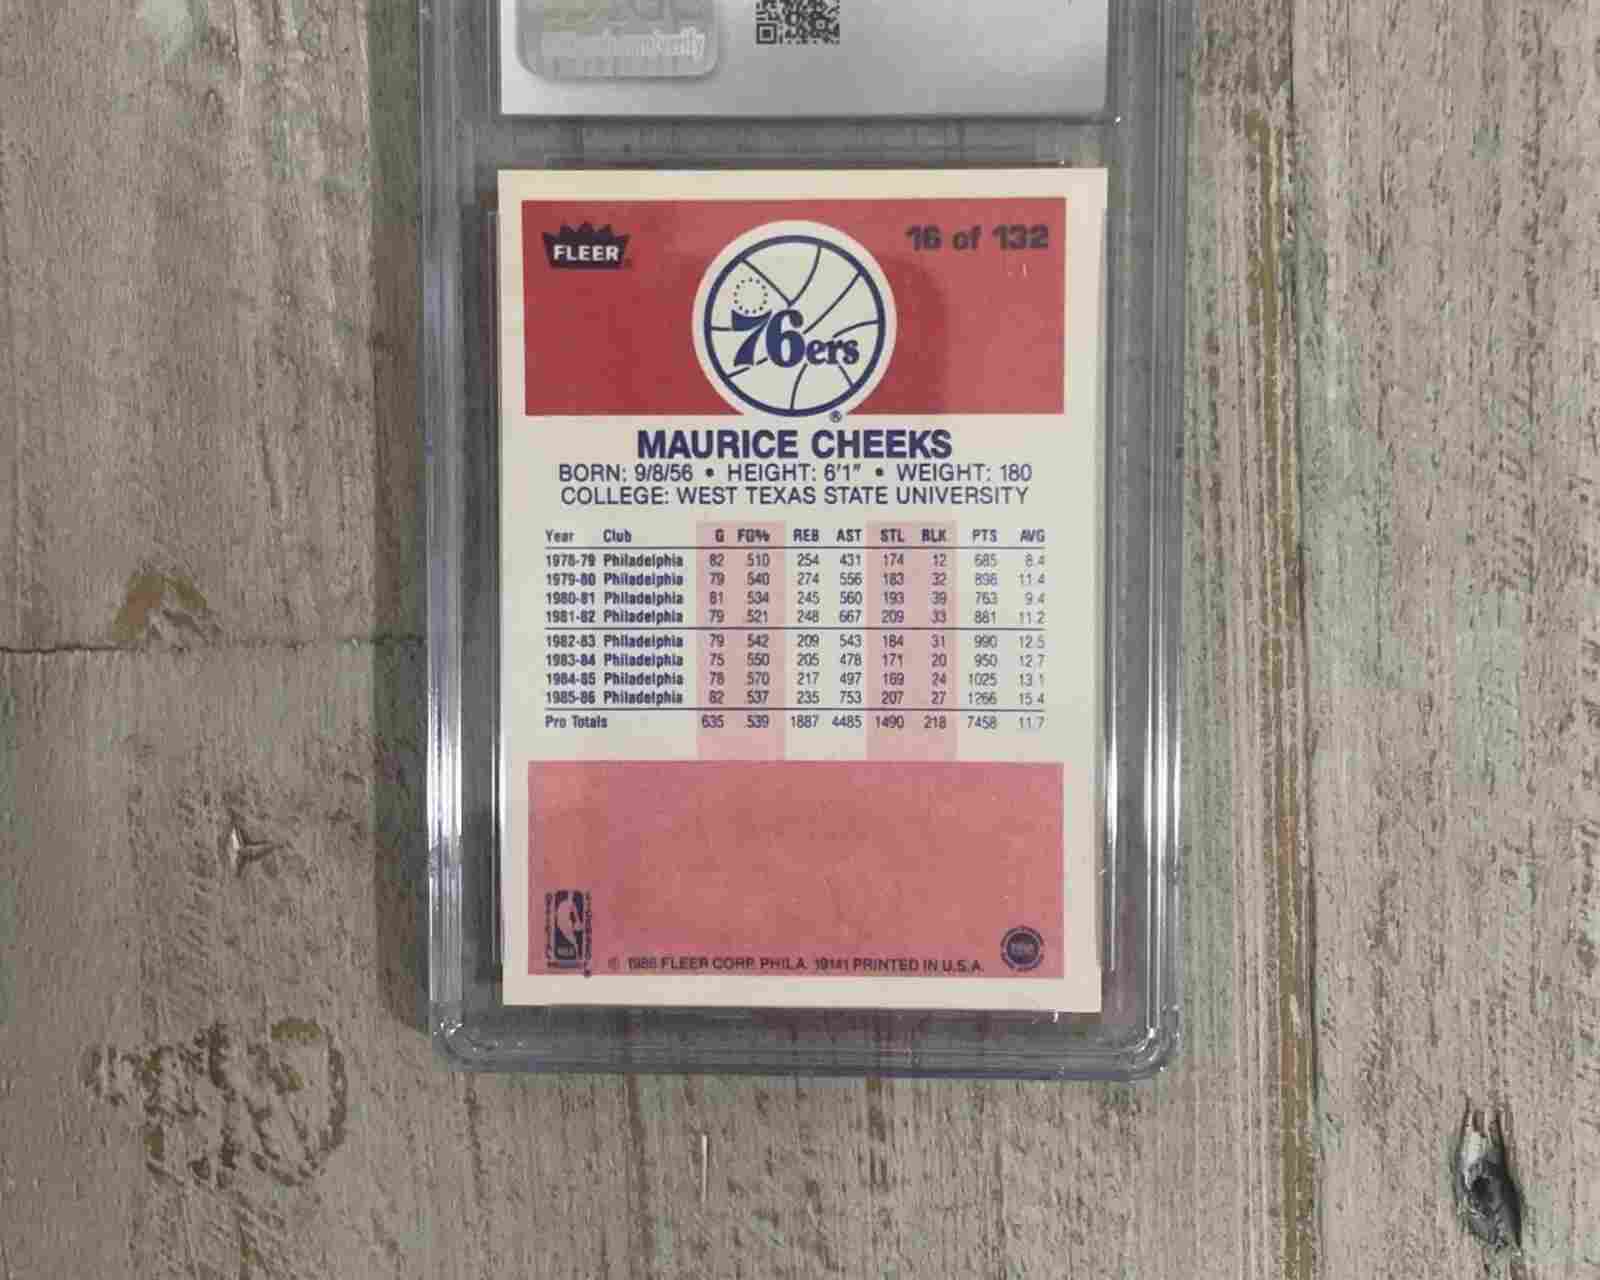 FLEER
16 of 132
76ers
®
MAURICE CHEEKS
BORN: 9/8/56 • HEIGHT: 6'1" • WEIGHT: 180
COLLEGE: WEST TEXAS STATE UNIVERSITY
Year Club G FG% REB AST STL BLK PTS AVG
1978-79 Philadelphia 82 .510 254 431 174 12 685 8.4
1979-80 Philadelphia 79 .540 274 556 183 32 898 11.4
1980-81 Philadelphia 81 .534 245 560 193 39 763 9.4
1981-82 Philadelphia 79 .521 248 667 209 33 881 11.2
1982-83 Philadelphia 79 .542 209 543 184 31 990 12.5
1983-84 Philadelphia 75 .550 205 478 171 20 950 12.7
1984-85 Philadelphia 78 .570 217 497 169 24 1025 13.1
1985-86 Philadelphia 82 .537 235 753 207 27 1266 15.4
Pro Totals 635 .539 1887 4485 1490 218 7458 11.7
© 1986 FLEER CORP. PHILA. 19141 PRINTED IN U.S.A.